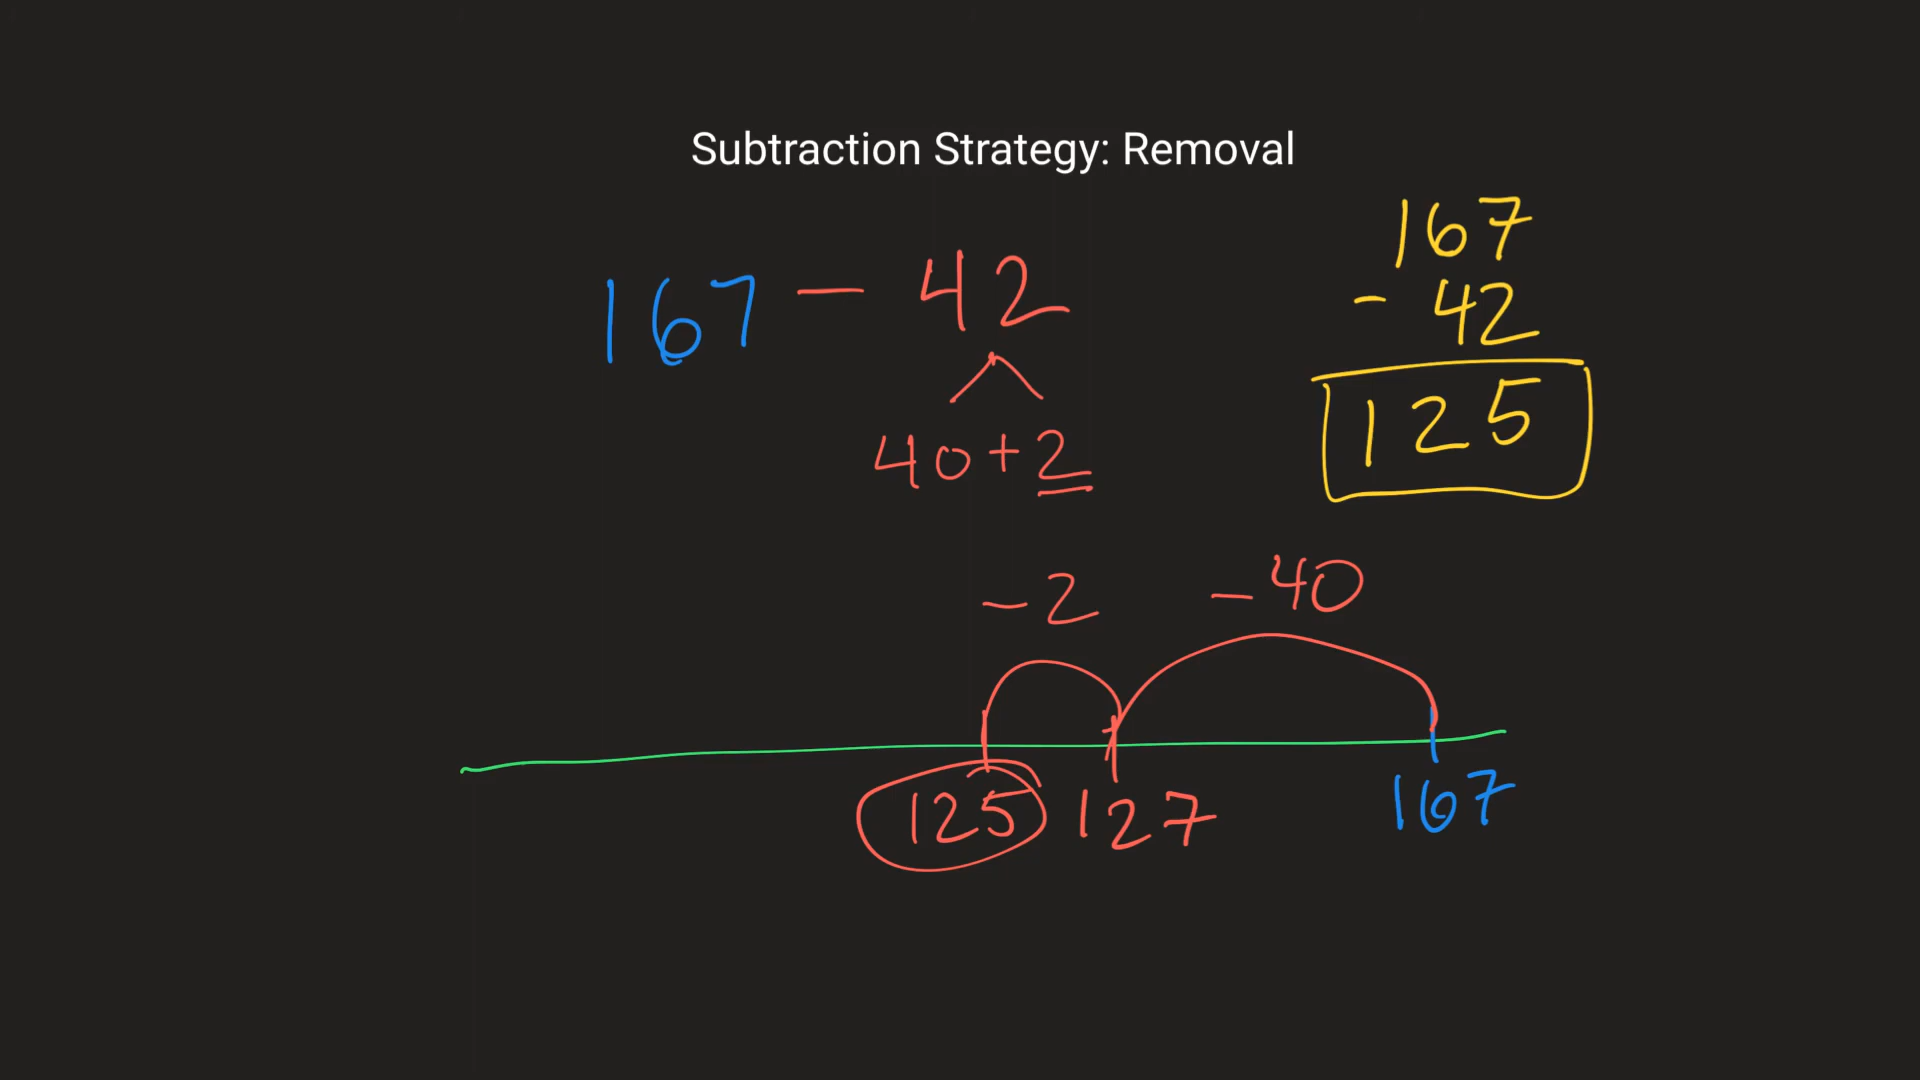 Subtraction Strategy: Removal
167 - 42
40 + 2
167
- 42
125
- 2
- 40
125
127
167